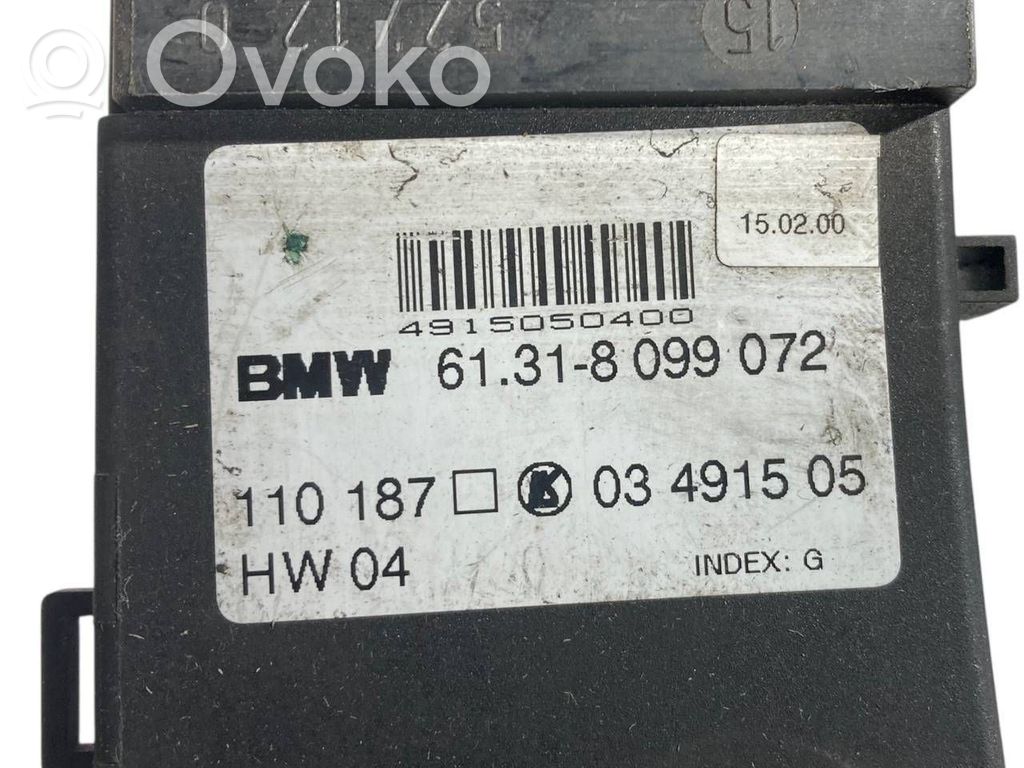 15
Ovoko
15.02.00
4915050400
BMW 61.31-8 099 072
110 187 K 03 4915 05
HW 04 INDEX: G